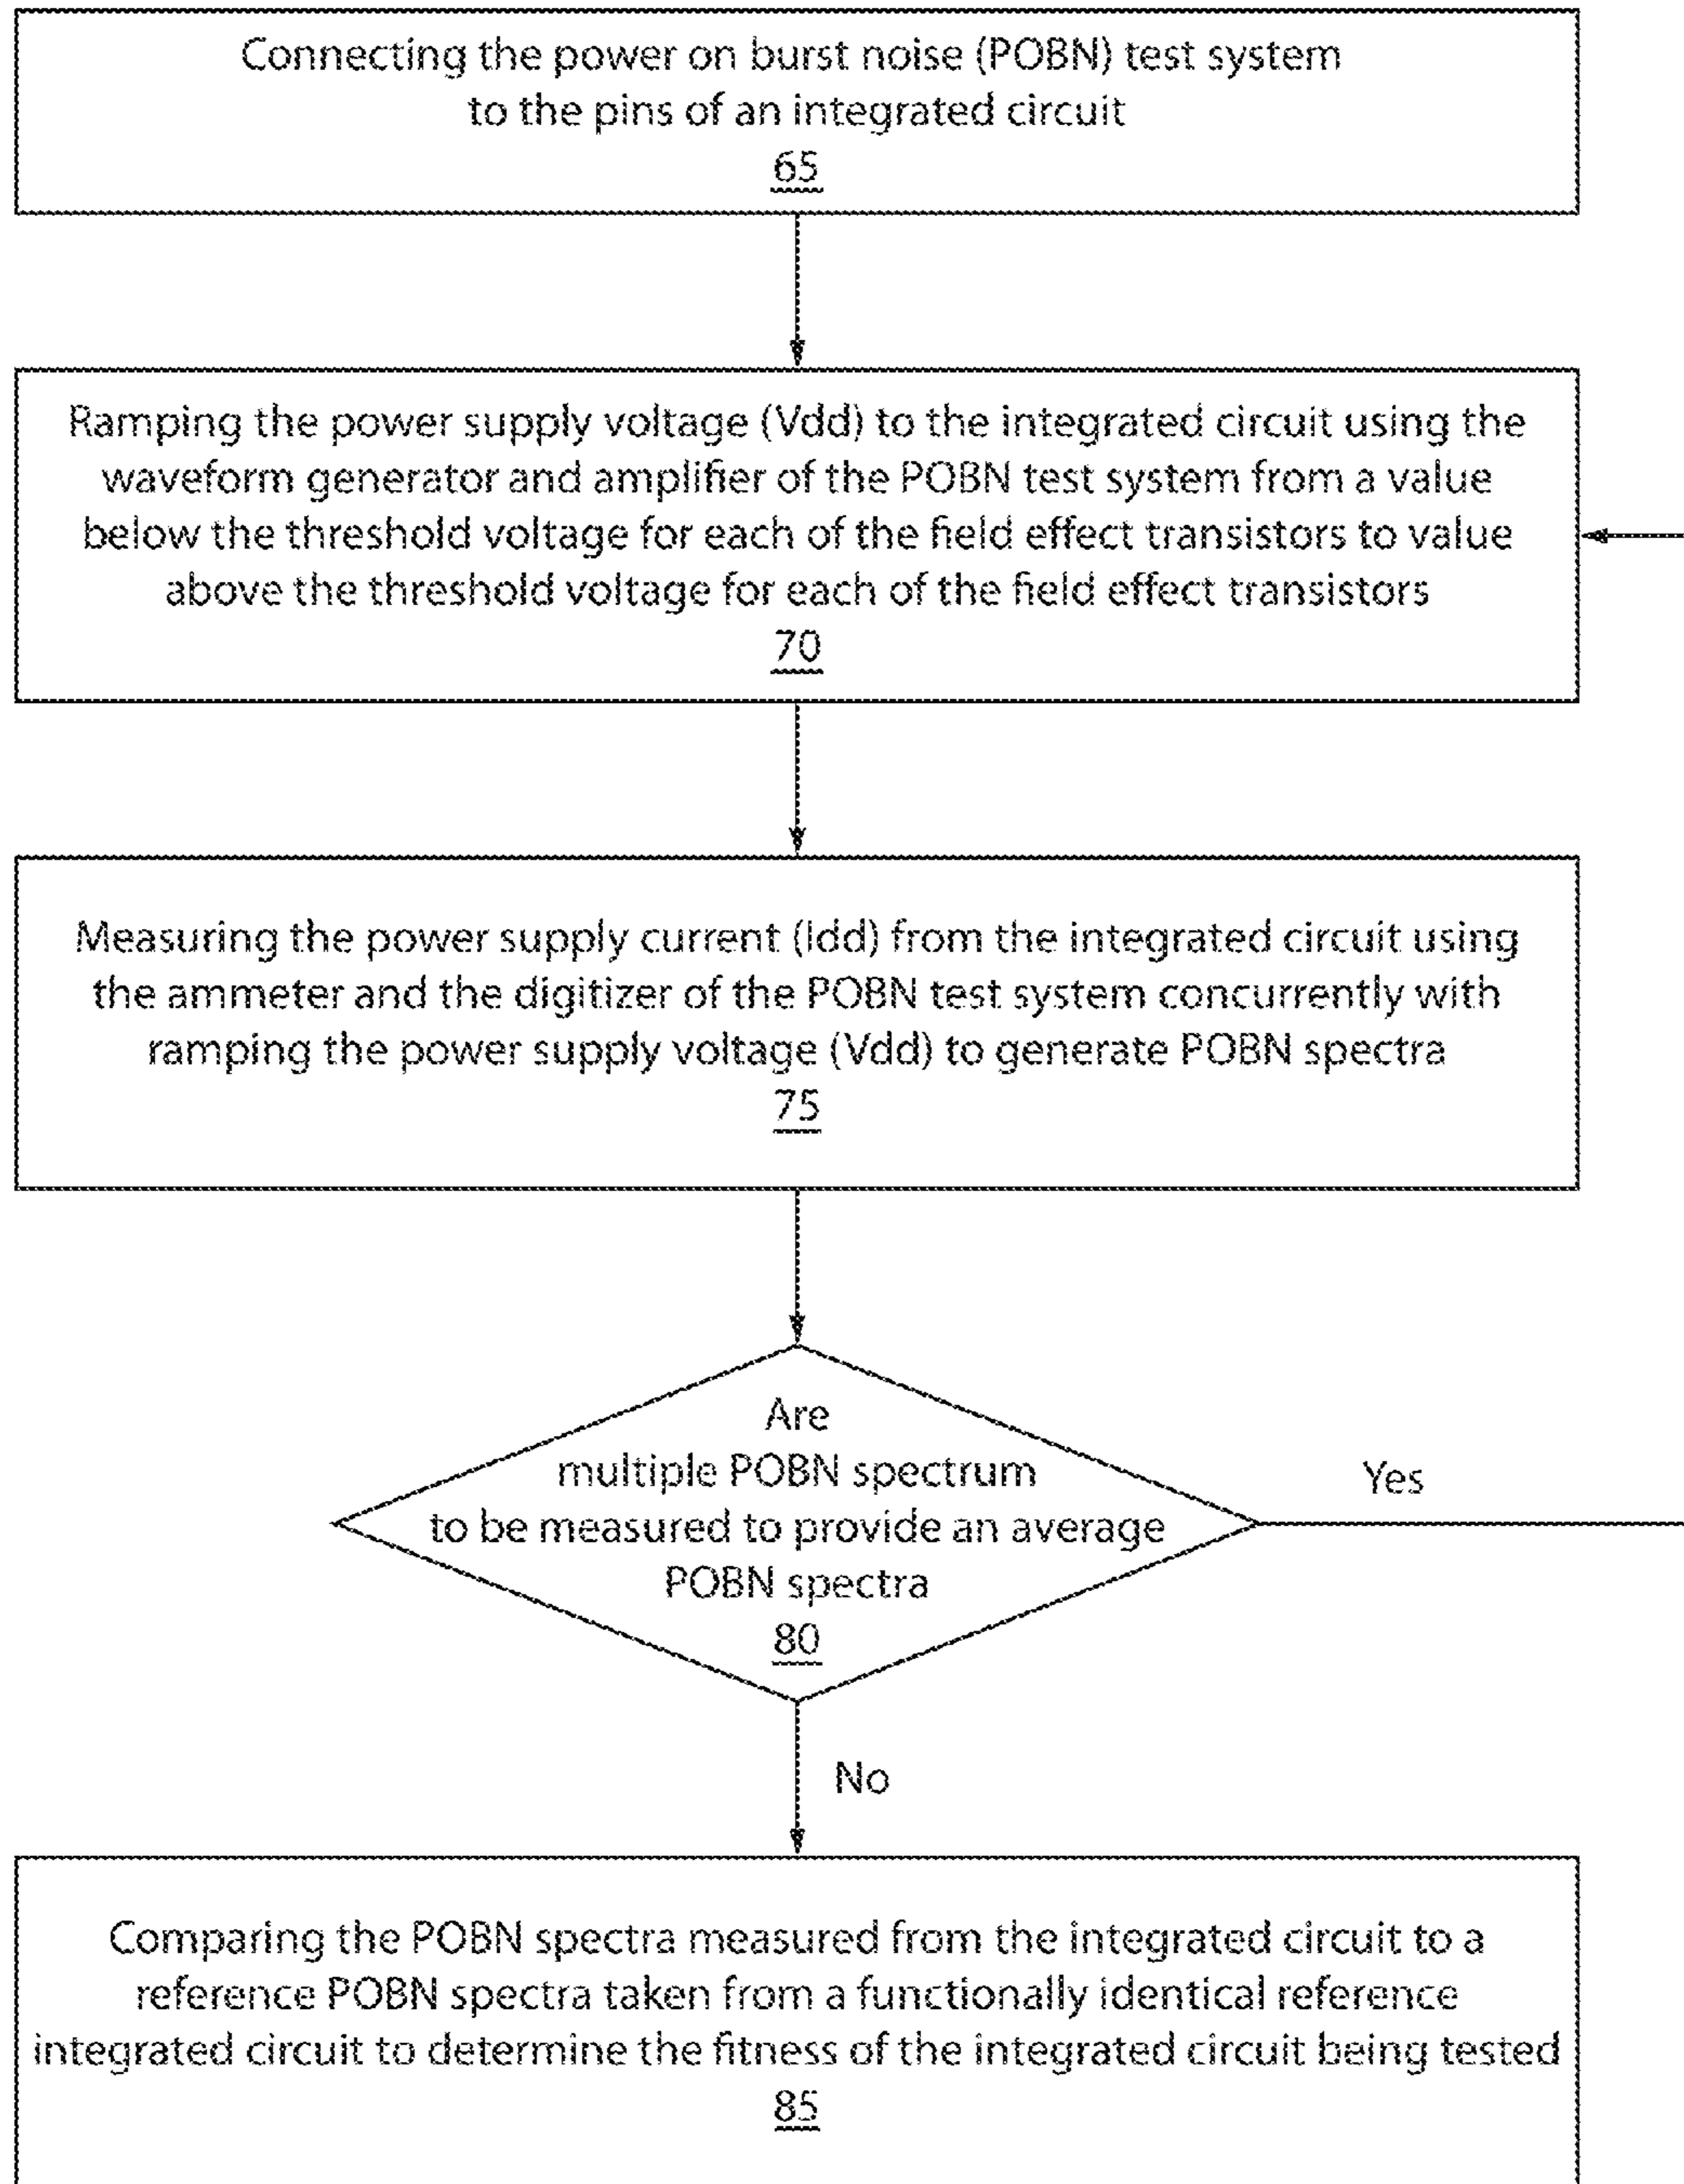 Connecting the power on burst noise (POBN) test system
to the pins of an integrated circuit
65
Ramping the power supply voltage (Vdd) to the integrated circuit using the
waveform generator and amplifier of the POBN test system from a value
below the threshold voltage for each of the field effect transistors to value
above the threshold voltage for each of the field effect transistors
70
Measuring the power supply current (Idd) from the integrated circuit using
the ammeter and the digitizer of the POBN test system concurrently with
ramping the power supply voltage (Vdd) to generate POBN spectra
75
Are
multiple POBN spectrum
to be measured to provide an average
POBN spectra
80
Yes
No
Comparing the POBN spectra measured from the integrated circuit to a
reference POBN spectra taken from a functionally identical reference
integrated circuit to determine the fitness of the integrated circuit being tested
85